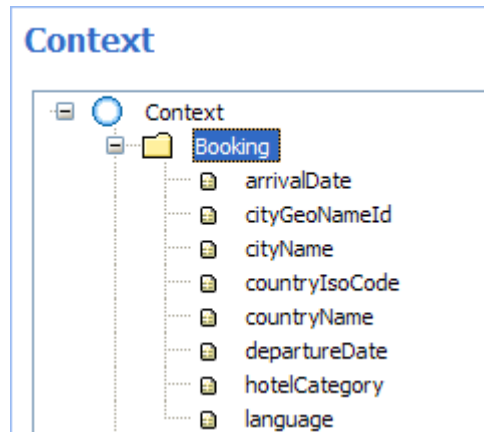 Context
Context
Booking
arrivalDate
cityGeoNameId
cityName
countryIsoCode
countryName
departureDate
hotelCategory
language